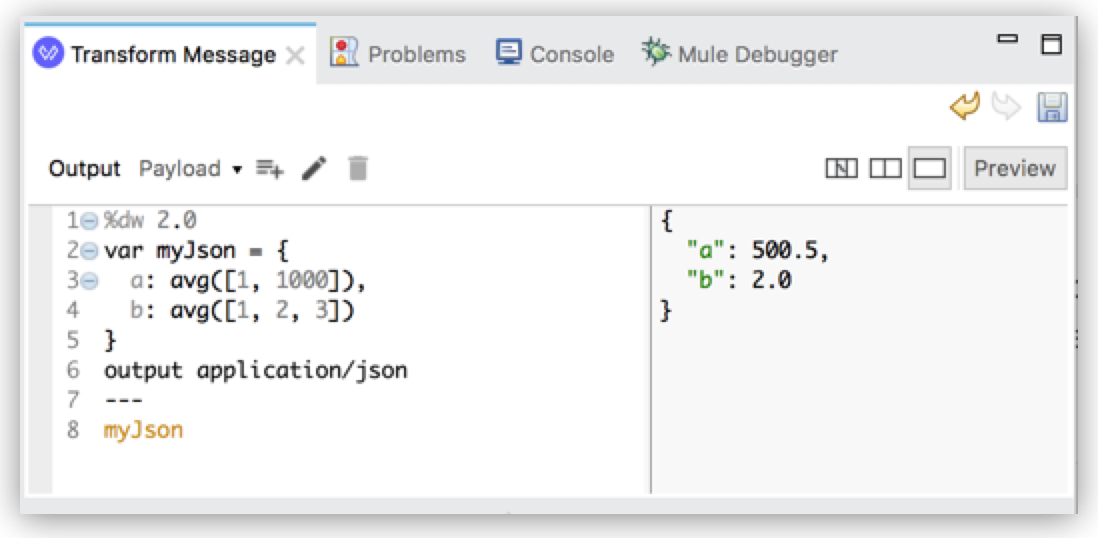 Transform Message Problems Console Mule Debugger
Output Payload Preview
1 %dw 2.0
2 var myJson = {
3   a: avg([1, 1000]),
4   b: avg([1, 2, 3])
5 }
6 output application/json
7 ---
8 myJson
{
  "a": 500.5,
  "b": 2.0
}